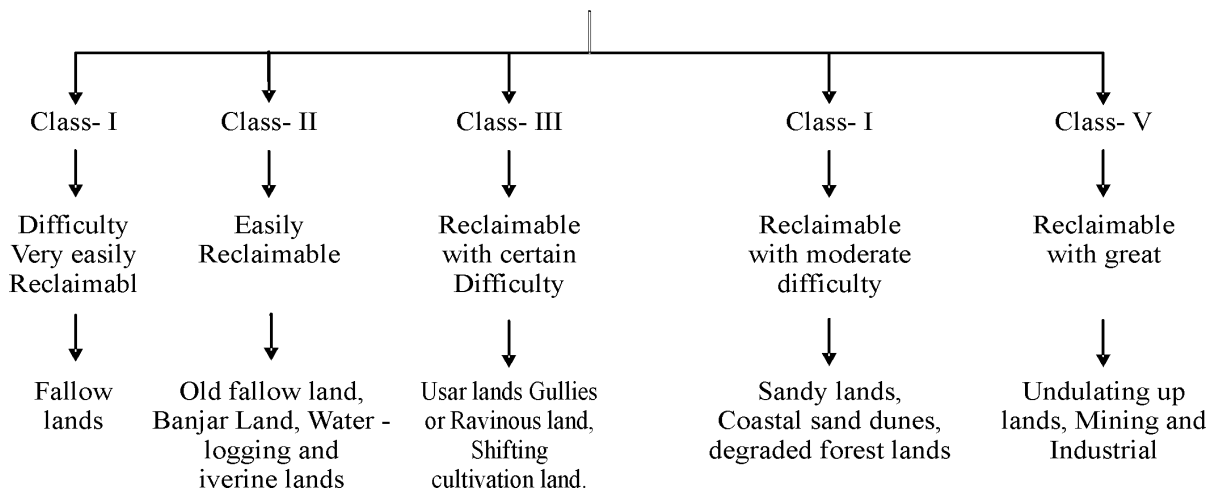 Class- I
Class- II
Class- III
Class- I
Class- V
Difficulty
Very easily
Reclaimabl
Easily
Reclaimable
Reclaimable
with certain
Difficulty
Reclaimable
with moderate
difficulty
Reclaimable
with great
Fallow
lands
Old fallow land,
Banjar Land, Water -
logging and
iverine lands
Usar lands Gullies
or Ravinous land,
Shifting
cultivation land.
Sandy lands,
Coastal sand dunes,
degraded forest lands
Undulating up
lands, Mining and
Industrial